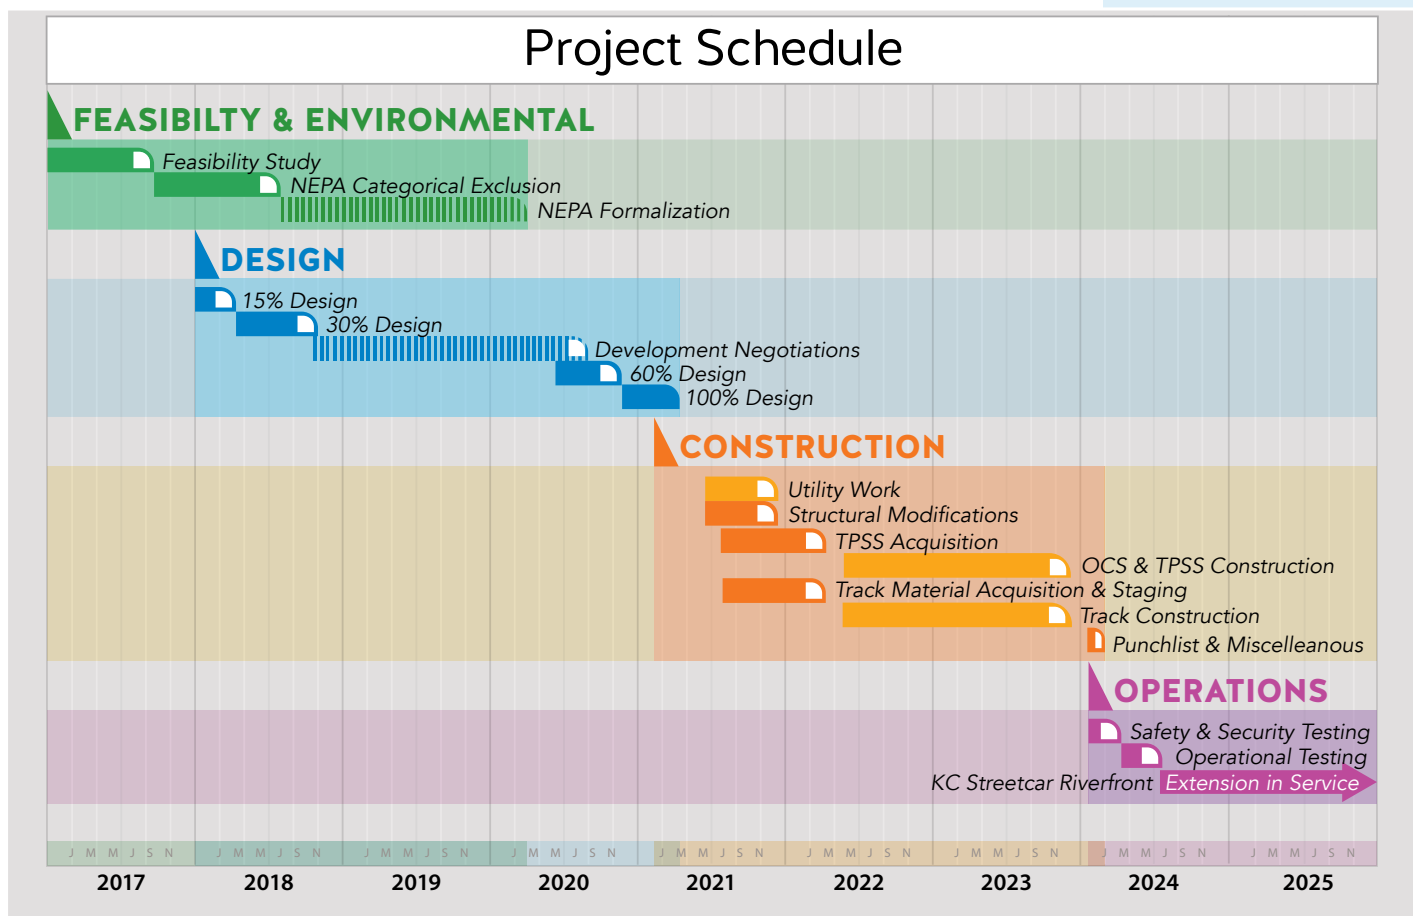 Project Schedule
FEASIBILTY & ENVIRONMENTAL
Feasibility Study
NEPA Categorical Exclusion
NEPA Formalization
DESIGN
15% Design
30% Design
Development Negotiations
60% Design
100% Design
CONSTRUCTION
Utility Work
Structural Modifications
TPSS Acquisition
OCS & TPSS Construction
Track Material Acquisition & Staging
Track Construction
Punchlist & Miscelleanous
OPERATIONS
Safety & Security Testing
Operational Testing
KC Streetcar Riverfront Extension in Service
J M M J S N J M M J S N J M M J S N J M M J S N J M M J S N J M M J S N J M M J S N J M M J S N J M M J S N
2017 2018 2019 2020 2021 2022 2023 2024 2025